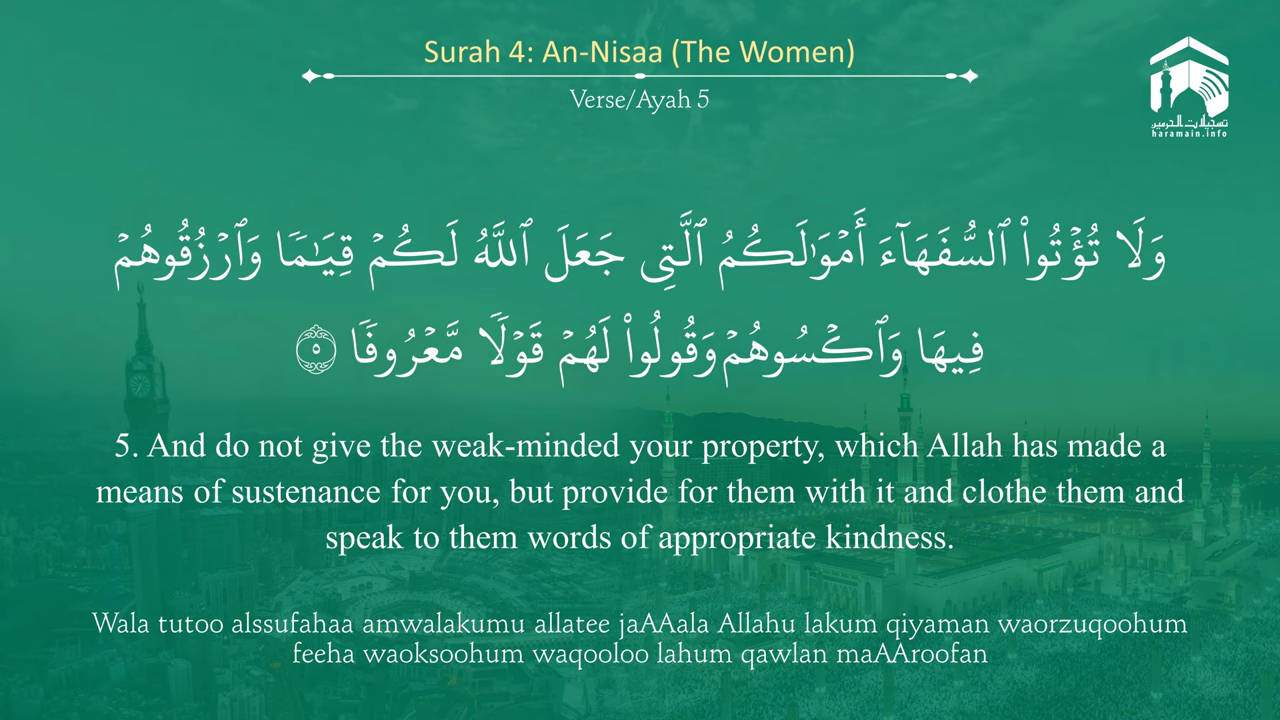 Surah 4: An-Nisaa (The Women)
Verse/Ayah 5
تسجيلات الحرمين
haramain.info
وَلَا تُؤْتُوا۟ ٱلسُّفَهَآءَ أَمْوَٰلَكُمُ ٱلَّتِى جَعَلَ ٱللَّهُ لَكُمْ قِيَـٰمًا وَٱرْزُقُوهُمْ
فِيهَا وَٱكْسُوهُمْ وَقُولُوا۟ لَهُمْ قَوْلًا مَّعْرُوفًا ٥
5. And do not give the weak-minded your property, which Allah has made a
means of sustenance for you, but provide for them with it and clothe them and
speak to them words of appropriate kindness.
Wala tutoo alssufahaa amwalakumu allatee jaAAala Allahu lakum qiyaman waorzuqoohum
feeha waoksoohum waqooloo lahum qawlan maAAroofan